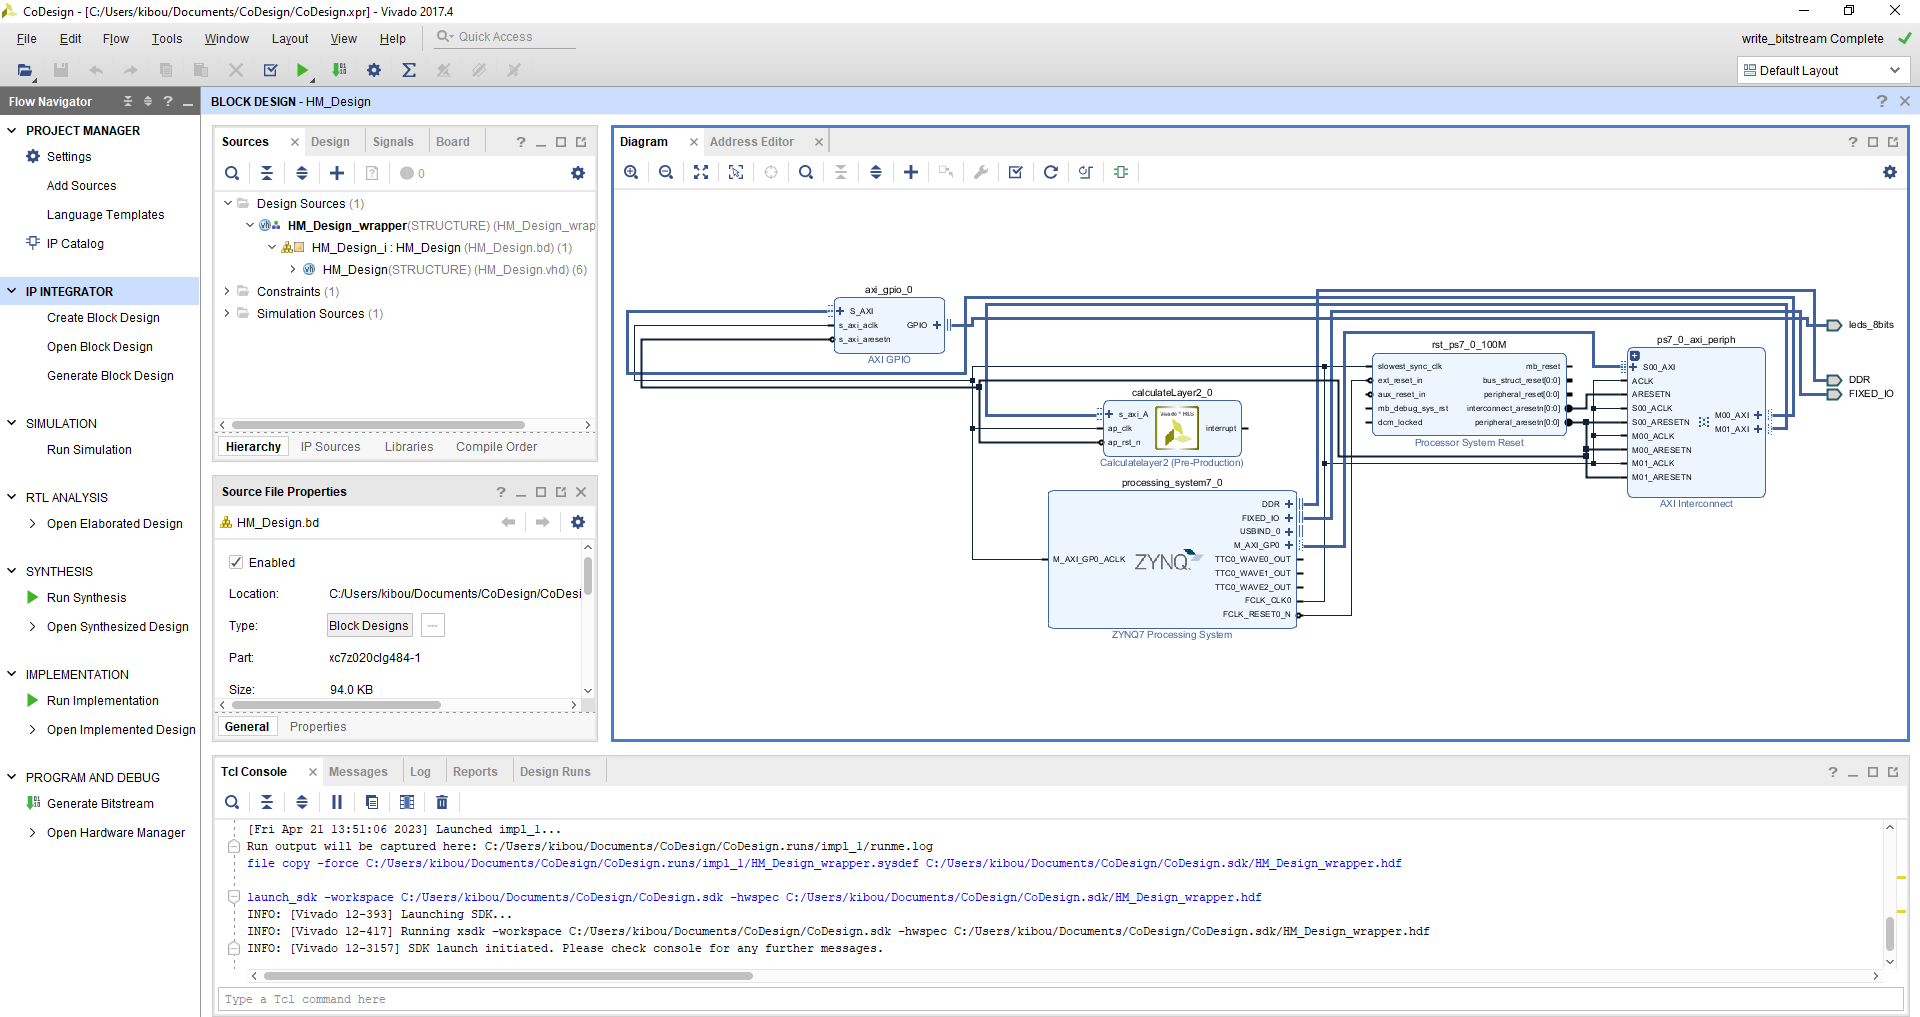 CoDesign - [C:/Users/kibou/Documents/CoDesign/CoDesign.xpr] - Vivado 2017.4
File Edit Flow Tools Window Layout View Help Quick Access
write_bitstream Complete
Default Layout
Flow Navigator
PROJECT MANAGER
Settings
Add Sources
Language Templates
IP Catalog
IP INTEGRATOR
Create Block Design
Open Block Design
Generate Block Design
SIMULATION
Run Simulation
RTL ANALYSIS
Open Elaborated Design
SYNTHESIS
Run Synthesis
Open Synthesized Design
IMPLEMENTATION
Run Implementation
Open Implemented Design
PROGRAM AND DEBUG
Generate Bitstream
Open Hardware Manager
BLOCK DESIGN - HM_Design
Sources Design Signals Board
0
Design Sources (1)
HM_Design_wrapper(STRUCTURE) (HM_Design_wrap
HM_Design_i : HM_Design (HM_Design.bd) (1)
HM_Design(STRUCTURE) (HM_Design.vhd) (6)
Constraints (1)
Simulation Sources (1)
Hierarchy IP Sources Libraries Compile Order
Source File Properties
HM_Design.bd
Enabled
Location: C:/Users/kibou/Documents/CoDesign/CoDesi
Type: Block Designs
Part: xc7z020clg484-1
Size: 94.0 KB
General Properties
Diagram Address Editor
axi_gpio_0
S_AXI
s_axi_aclk
s_axi_aresetn
GPIO
AXI GPIO
calculateLayer2_0
s_axi_A
ap_clk
ap_rst_n
Vivado™ HLS
interrupt
Calculatelayer2 (Pre-Production)
processing_system7_0
M_AXI_GP0_ACLK
ZYNQ
DDR
FIXED_IO
USBIND_0
M_AXI_GP0
TTC0_WAVE0_OUT
TTC0_WAVE1_OUT
TTC0_WAVE2_OUT
FCLK_CLK0
FCLK_RESET0_N
ZYNQ7 Processing System
rst_ps7_0_100M
slowest_sync_clk
ext_reset_in
aux_reset_in
mb_debug_sys_rst
dcm_locked
mb_reset
bus_struct_reset[0:0]
peripheral_reset[0:0]
interconnect_aresetn[0:0]
peripheral_aresetn[0:0]
Processor System Reset
ps7_0_axi_periph
S00_AXI
ACLK
ARESETN
S00_ACLK
S00_ARESETN
M00_ACLK
M00_ARESETN
M01_ACLK
M01_ARESETN
M00_AXI
M01_AXI
AXI Interconnect
leds_8bits
DDR
FIXED_IO
Tcl Console Messages Log Reports Design Runs
[Fri Apr 21 13:51:06 2023] Launched impl_1...
Run output will be captured here: C:/Users/kibou/Documents/CoDesign/CoDesign.runs/impl_1/runme.log
file copy -force C:/Users/kibou/Documents/CoDesign/CoDesign.runs/impl_1/HM_Design_wrapper.sysdef C:/Users/kibou/Documents/CoDesign/CoDesign.sdk/HM_Design_wrapper.hdf
launch_sdk -workspace C:/Users/kibou/Documents/CoDesign/CoDesign.sdk -hwspec C:/Users/kibou/Documents/CoDesign/CoDesign.sdk/HM_Design_wrapper.hdf
INFO: [Vivado 12-393] Launching SDK...
INFO: [Vivado 12-417] Running xsdk -workspace C:/Users/kibou/Documents/CoDesign/CoDesign.sdk -hwspec C:/Users/kibou/Documents/CoDesign/CoDesign.sdk/HM_Design_wrapper.hdf
INFO: [Vivado 12-3157] SDK launch initiated. Please check console for any further messages.
Type a Tcl command here